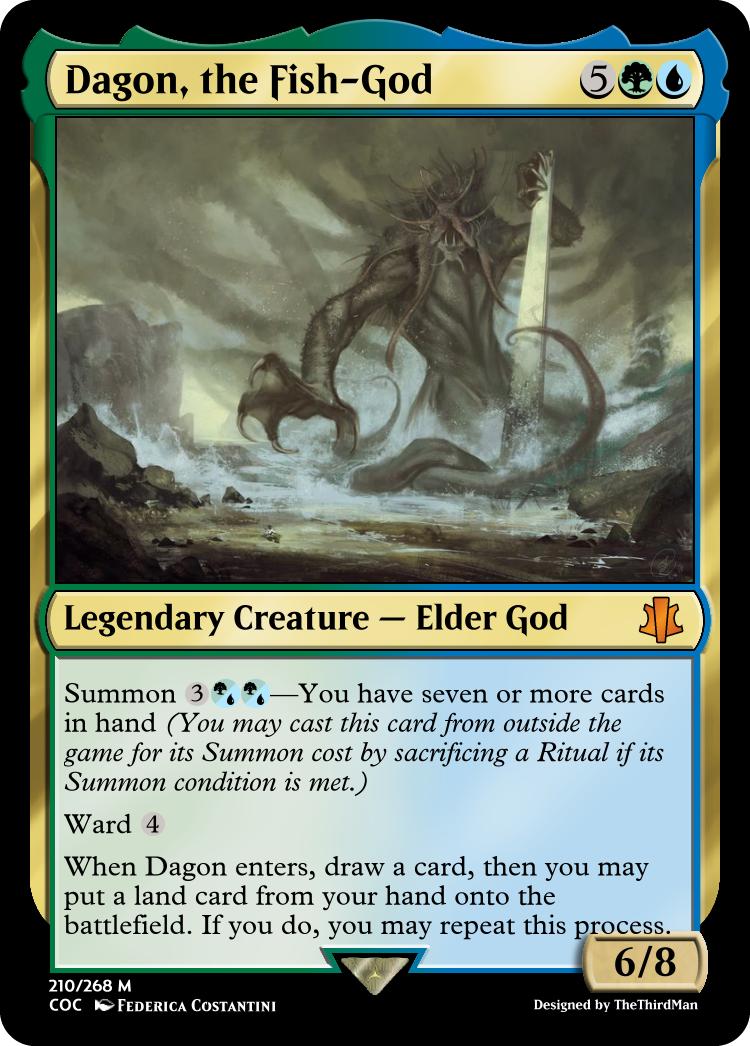 Dagon, the Fish-God 5
Legendary Creature — Elder God
Summon 3 —You have seven or more cards
in hand (You may cast this card from outside the
game for its Summon cost by sacrificing a Ritual if its
Summon condition is met.)
Ward 4
When Dagon enters, draw a card, then you may
put a land card from your hand onto the
battlefield. If you do, you may repeat this process.
6/8
210/268 M
COC Federica Costantini
Designed by TheThirdMan